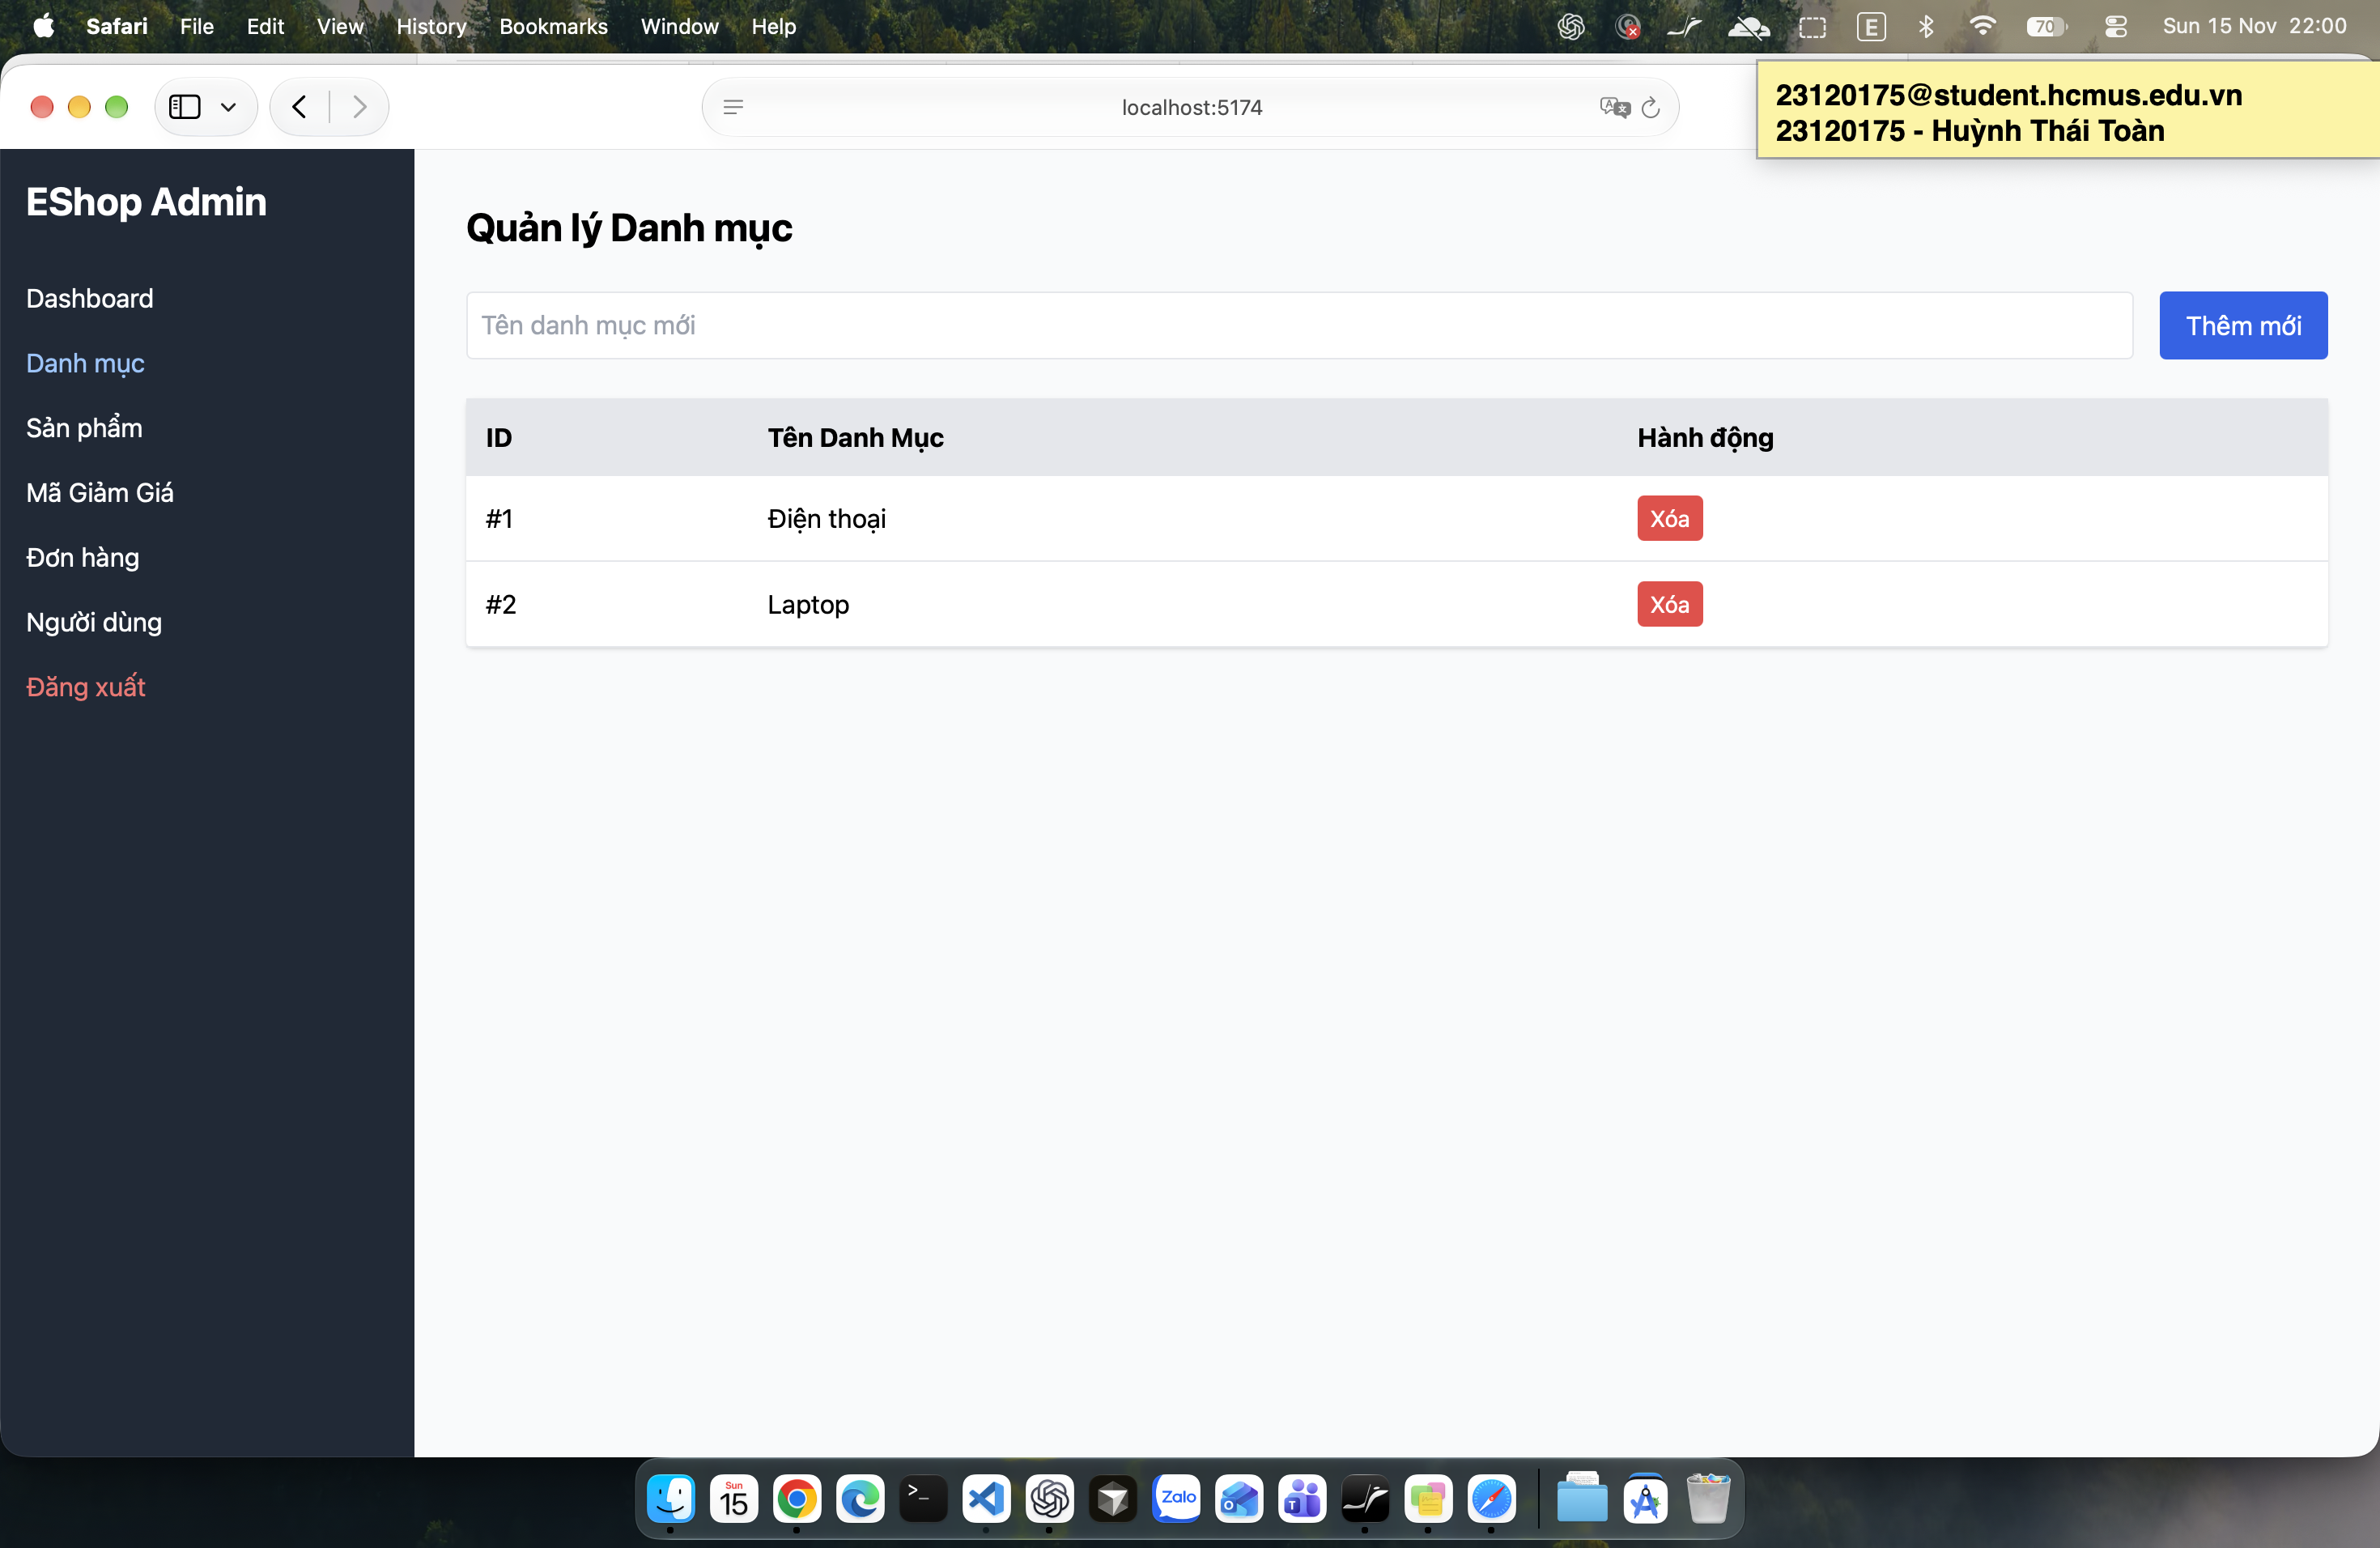 Safari File Edit View History Bookmarks Window Help E 70 Sun 15 Nov 22:00
localhost:5174
23120175@student.hcmus.edu.vn
23120175 - Huỳnh Thái Toàn
EShop Admin
Dashboard
Danh mục
Sản phẩm
Mã Giảm Giá
Đơn hàng
Người dùng
Đăng xuất
Quản lý Danh mục
Tên danh mục mới Thêm mới
ID Tên Danh Mục Hành động
#1 Điện thoại Xóa
#2 Laptop Xóa
Sun
15
>_
Zalo
O
T